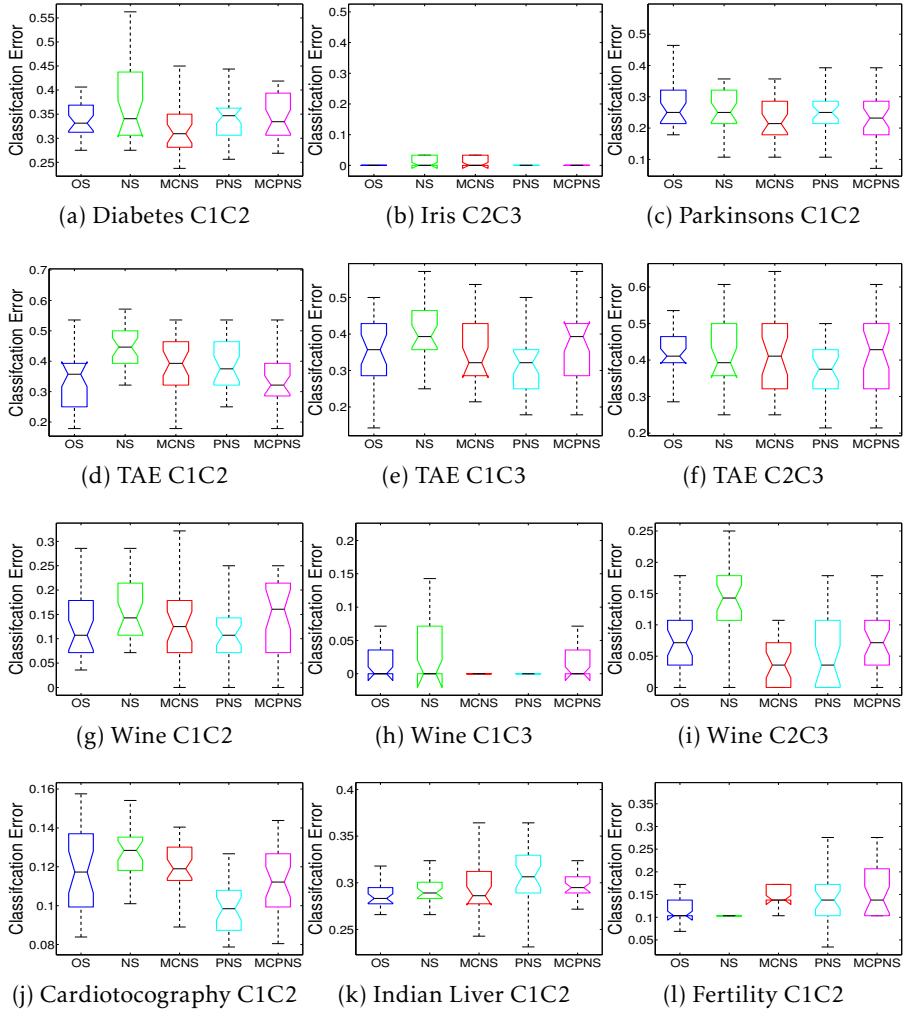 Classifcation Error
0.55
0.5
0.45
0.4
0.35
0.3
0.25
OS NS MCNS PNS MCPNS
(a) Diabetes C1C2
Classifcation Error
0.5
0.4
0.3
0.2
0.1
0
OS NS MCNS PNS MCPNS
(b) Iris C2C3
Classifcation Error
0.5
0.4
0.3
0.2
0.1
OS NS MCNS PNS MCPNS
(c) Parkinsons C1C2
Classifcation Error
0.7
0.6
0.5
0.4
0.3
0.2
OS NS MCNS PNS MCPNS
(d) TAE C1C2
Classifcation Error
0.5
0.4
0.3
0.2
OS NS MCNS PNS MCPNS
(e) TAE C1C3
Classifcation Error
0.6
0.5
0.4
0.3
0.2
OS NS MCNS PNS MCPNS
(f) TAE C2C3
Classifcation Error
0.3
0.25
0.2
0.15
0.1
0.05
0
OS NS MCNS PNS MCPNS
(g) Wine C1C2
Classifcation Error
0.2
0.15
0.1
0.05
0
OS NS MCNS PNS MCPNS
(h) Wine C1C3
Classifcation Error
0.25
0.2
0.15
0.1
0.05
0
OS NS MCNS PNS MCPNS
(i) Wine C2C3
Classifcation Error
0.16
0.14
0.12
0.1
0.08
OS NS MCNS PNS MCPNS
(j) Cardiotocography C1C2
Classifcation Error
0.4
0.35
0.3
0.25
OS NS MCNS PNS MCPNS
(k) Indian Liver C1C2
Classifcation Error
0.35
0.3
0.25
0.2
0.15
0.1
0.05
OS NS MCNS PNS MCPNS
(l) Fertility C1C2